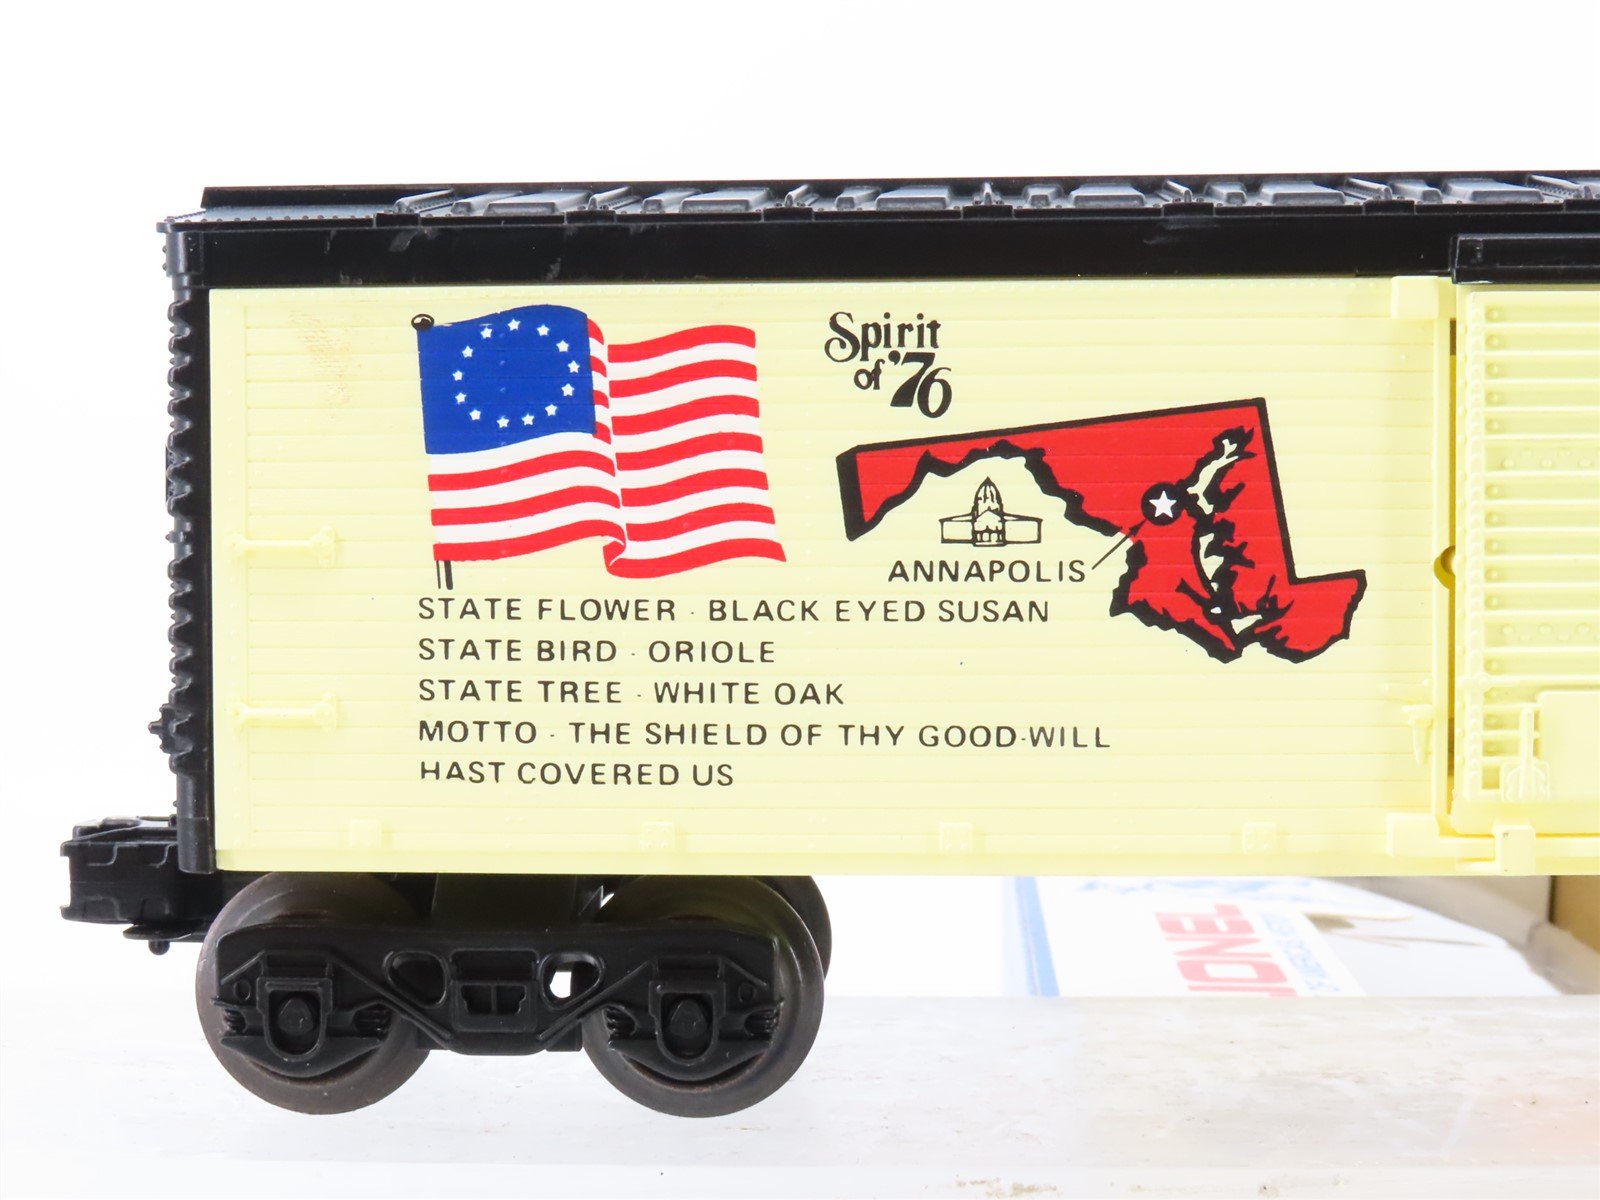 Spirit
of '76
ANNAPOLIS
STATE FLOWER · BLACK EYED SUSAN
STATE BIRD · ORIOLE
STATE TREE · WHITE OAK
MOTTO · THE SHIELD OF THY GOOD-WILL
HAST COVERED US
LIONEL